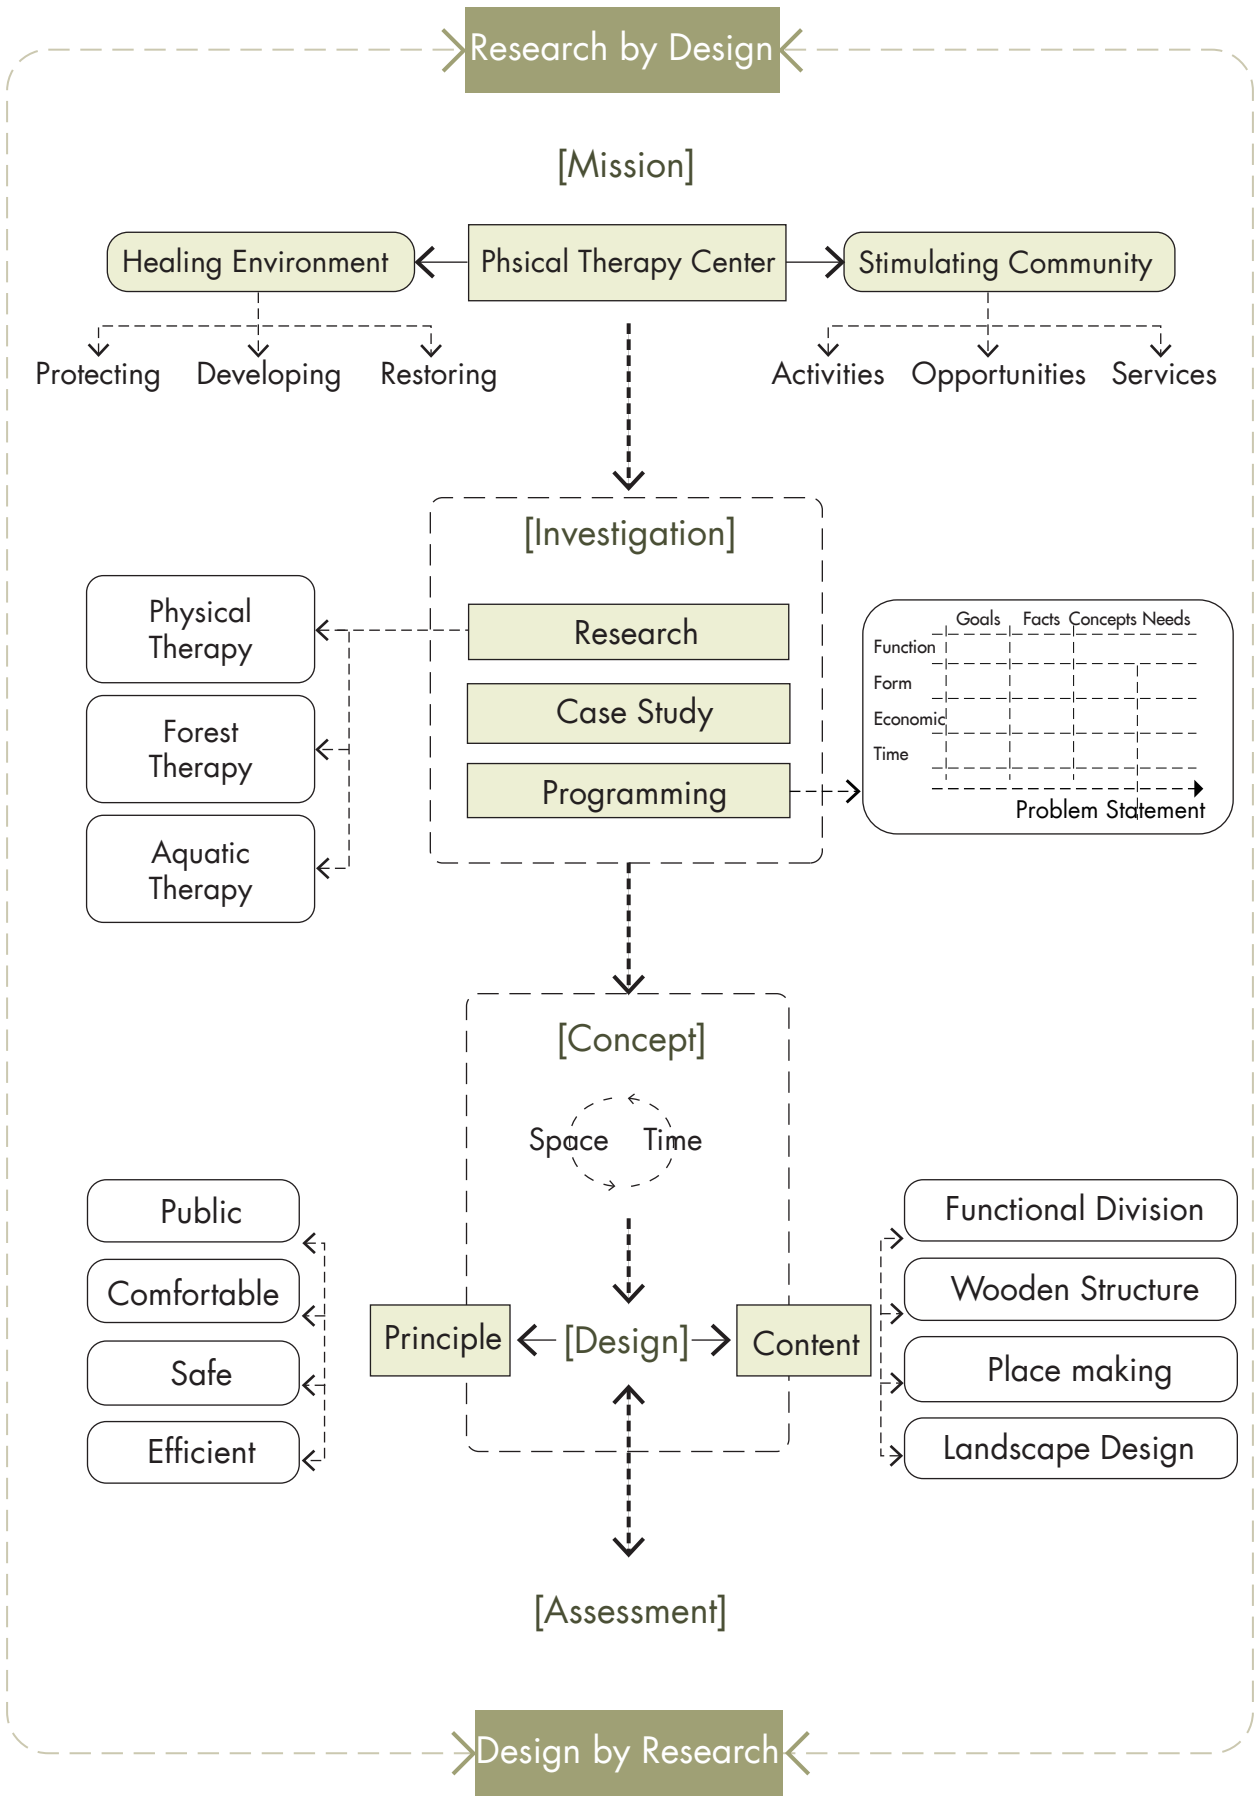 Research by Design
[Mission]
Healing Environment
Phsical Therapy Center
Stimulating Community
Protecting
Developing
Restoring
Activities
Opportunities
Services
[Investigation]
Physical
Therapy
Forest
Therapy
Aquatic
Therapy
Research
Case Study
Programming
Goals Facts Concepts Needs
Function
Form
Economic
Time
Problem Statement
[Concept]
Space Time
Public
Comfortable
Safe
Efficient
Principle
[Design]
Content
Functional Division
Wooden Structure
Place making
Landscape Design
[Assessment]
Design by Research